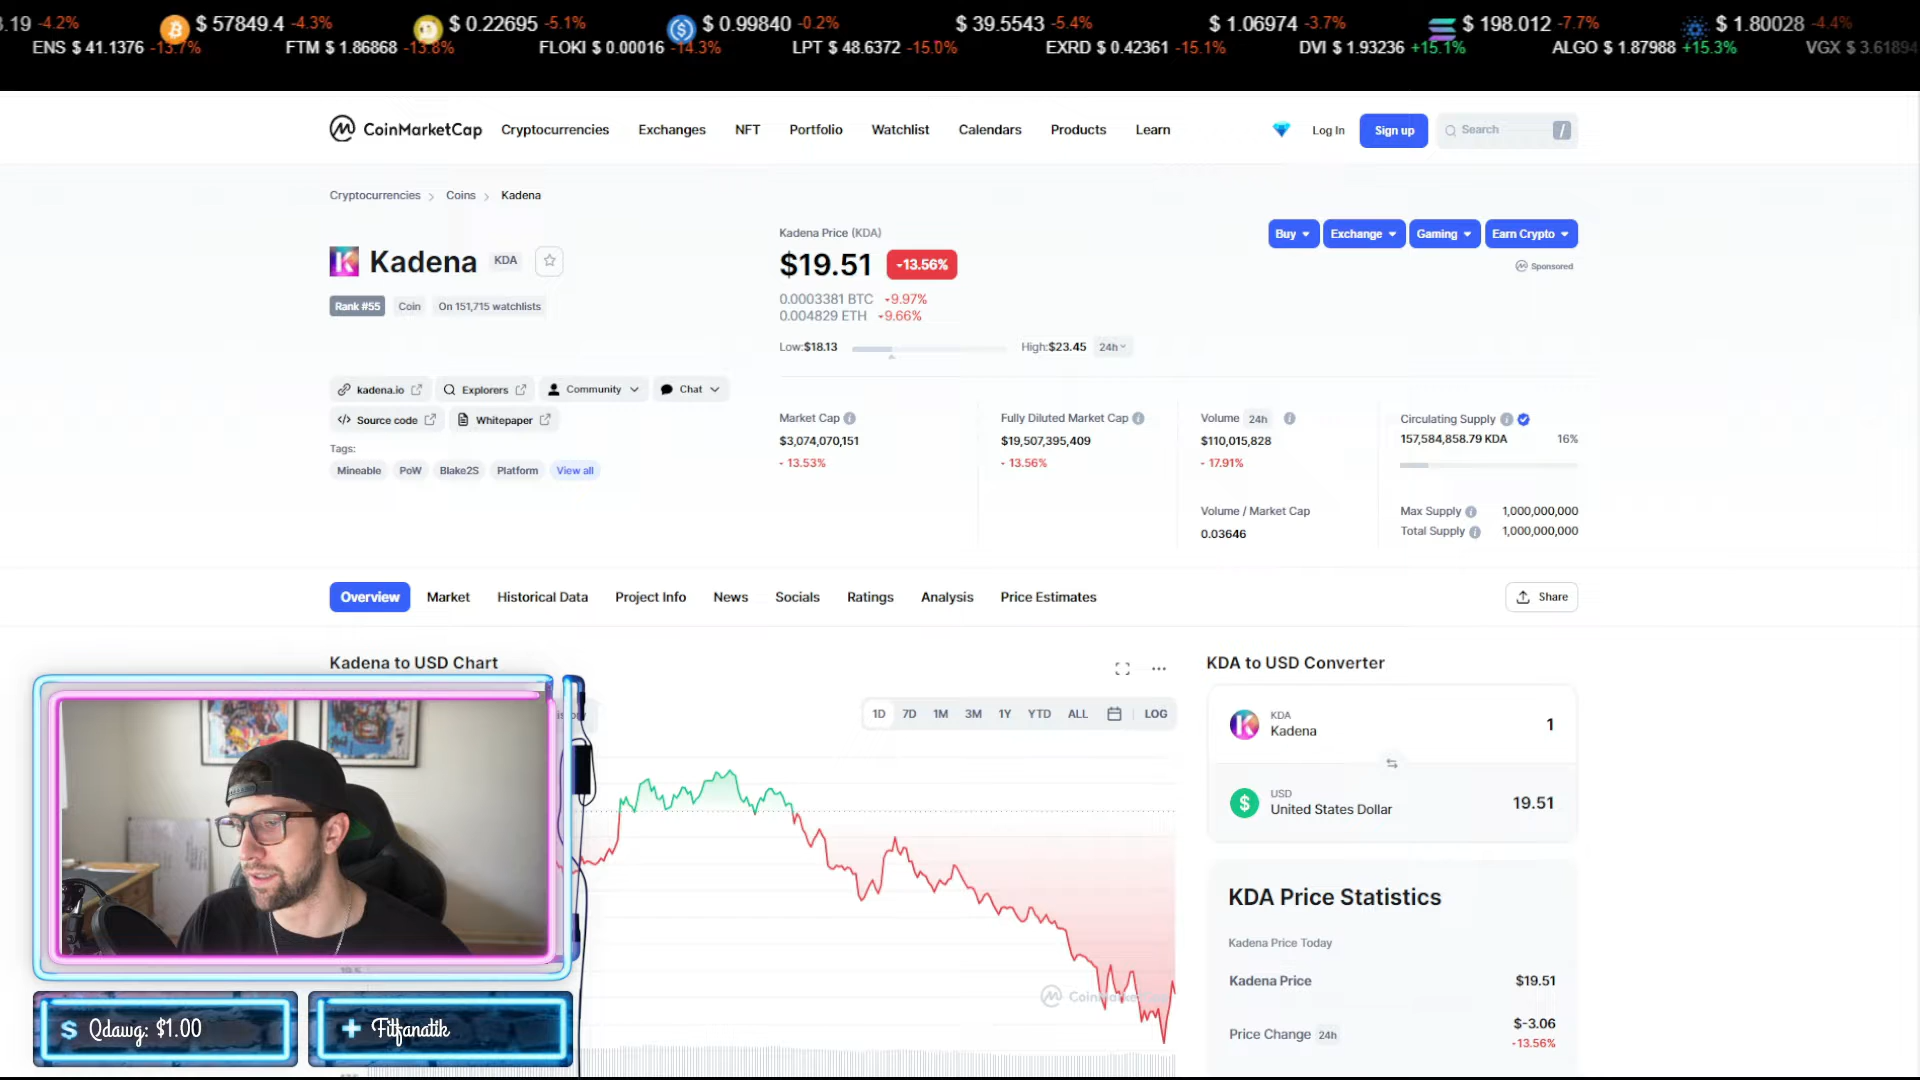 3.19 -4.2% $ 57849.4 -4.3% $ 0.22695 -5.1% $ 0.99840 -0.2% $ 39.5543 -5.4% $ 1.06974 -3.7% $ 198.012 -7.7% $ 1.80028 -4.4%
ENS $ 41.1376 -13.7% FTM $ 1.86868 -13.8% FLOKI $ 0.00016 -14.3% LPT $ 48.6372 -15.0% EXRD $ 0.42361 -15.1% DVI $ 1.93236 +15.1% ALGO $ 1.87988 +15.3% VGX $ 3.61894
CoinMarketCap Cryptocurrencies Exchanges NFT Portfolio Watchlist Calendars Products Learn Log In Sign up Search /
Cryptocurrencies > Coins > Kadena
Kadena Price (KDA)
Buy Exchange Gaming Earn Crypto
Kadena KDA
$19.51 -13.56%
Sponsored
0.0003381 BTC -9.97%
Rank #55 Coin On 151,715 watchlists
0.004829 ETH -9.66%
Low:$18.13 High:$23.45 24h
kadena.io Explorers Community Chat
Source code Whitepaper
Tags:
Mineable PoW Blake2S Platform View all
Market Cap
$3,074,070,151
- 13.53%
Fully Diluted Market Cap
$19,507,395,409
- 13.56%
Volume 24h
$110,015,828
- 17.91%
Volume / Market Cap
0.03646
Circulating Supply
157,584,858.79 KDA 16%
Max Supply 1,000,000,000
Total Supply 1,000,000,000
Overview Market Historical Data Project Info News Socials Ratings Analysis Price Estimates Share
Kadena to USD Chart
1D 7D 1M 3M 1Y YTD ALL LOG
CoinMarketCap
KDA to USD Converter
KDA
Kadena 1
USD
United States Dollar 19.51
KDA Price Statistics
Kadena Price Today
Kadena Price $19.51
Price Change 24h $-3.06
-13.56%
$ Qdawg: $1.00
+ Fitfanatik